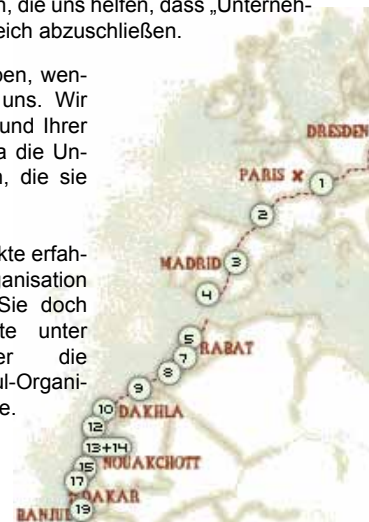 n, die uns helfen, dass „Unterneh-
eich abzuschließen.
ben, wen-
uns. Wir
und Ihrer
a die Un-
n, die sie
kte erfah-
ganisation
Sie doch
te unter
er die
ul-Organi-
e.
DRESDEN
PARIS
1
2
MADRID
3
4
5
RABAT
7
8
9
10
DAKHLA
12
13+14
NOUAKCHOTT
15
17
DAKAR
BANJUL
19